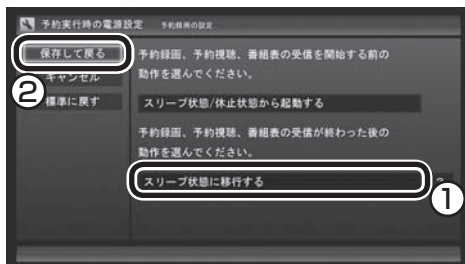 予約実行時の電源設定 予約録画の設定
保存して戻る
キャンセル
標準に戻す
予約録画、予約視聴、番組表の受信を開始する前の
動作を選んでください。
スリープ状態/休止状態から起動する
予約録画、予約視聴、番組表の受信が終わった後の
動作を選んでください。
スリープ状態に移行する
①
②